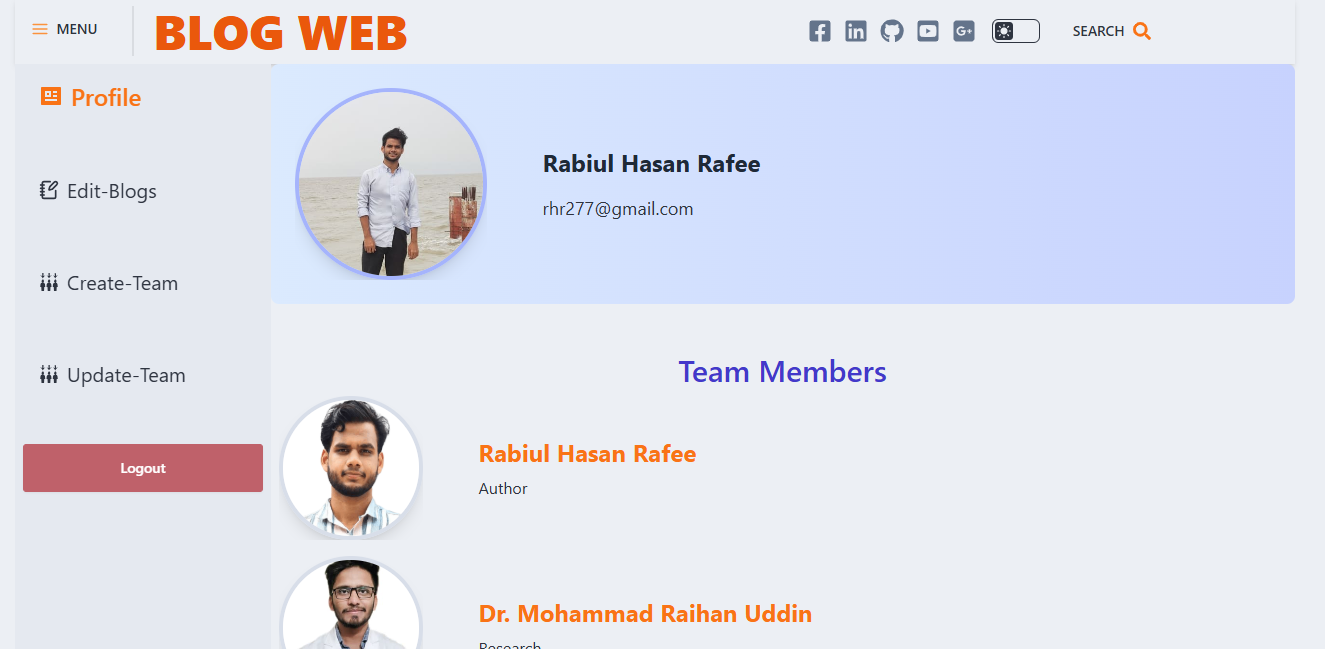 MENU
BLOG WEB
SEARCH
Profile
Edit-Blogs
Create-Team
Update-Team
Logout
Rabiul Hasan Rafee
rhr277@gmail.com
Team Members
Rabiul Hasan Rafee
Author
Dr. Mohammad Raihan Uddin
Research